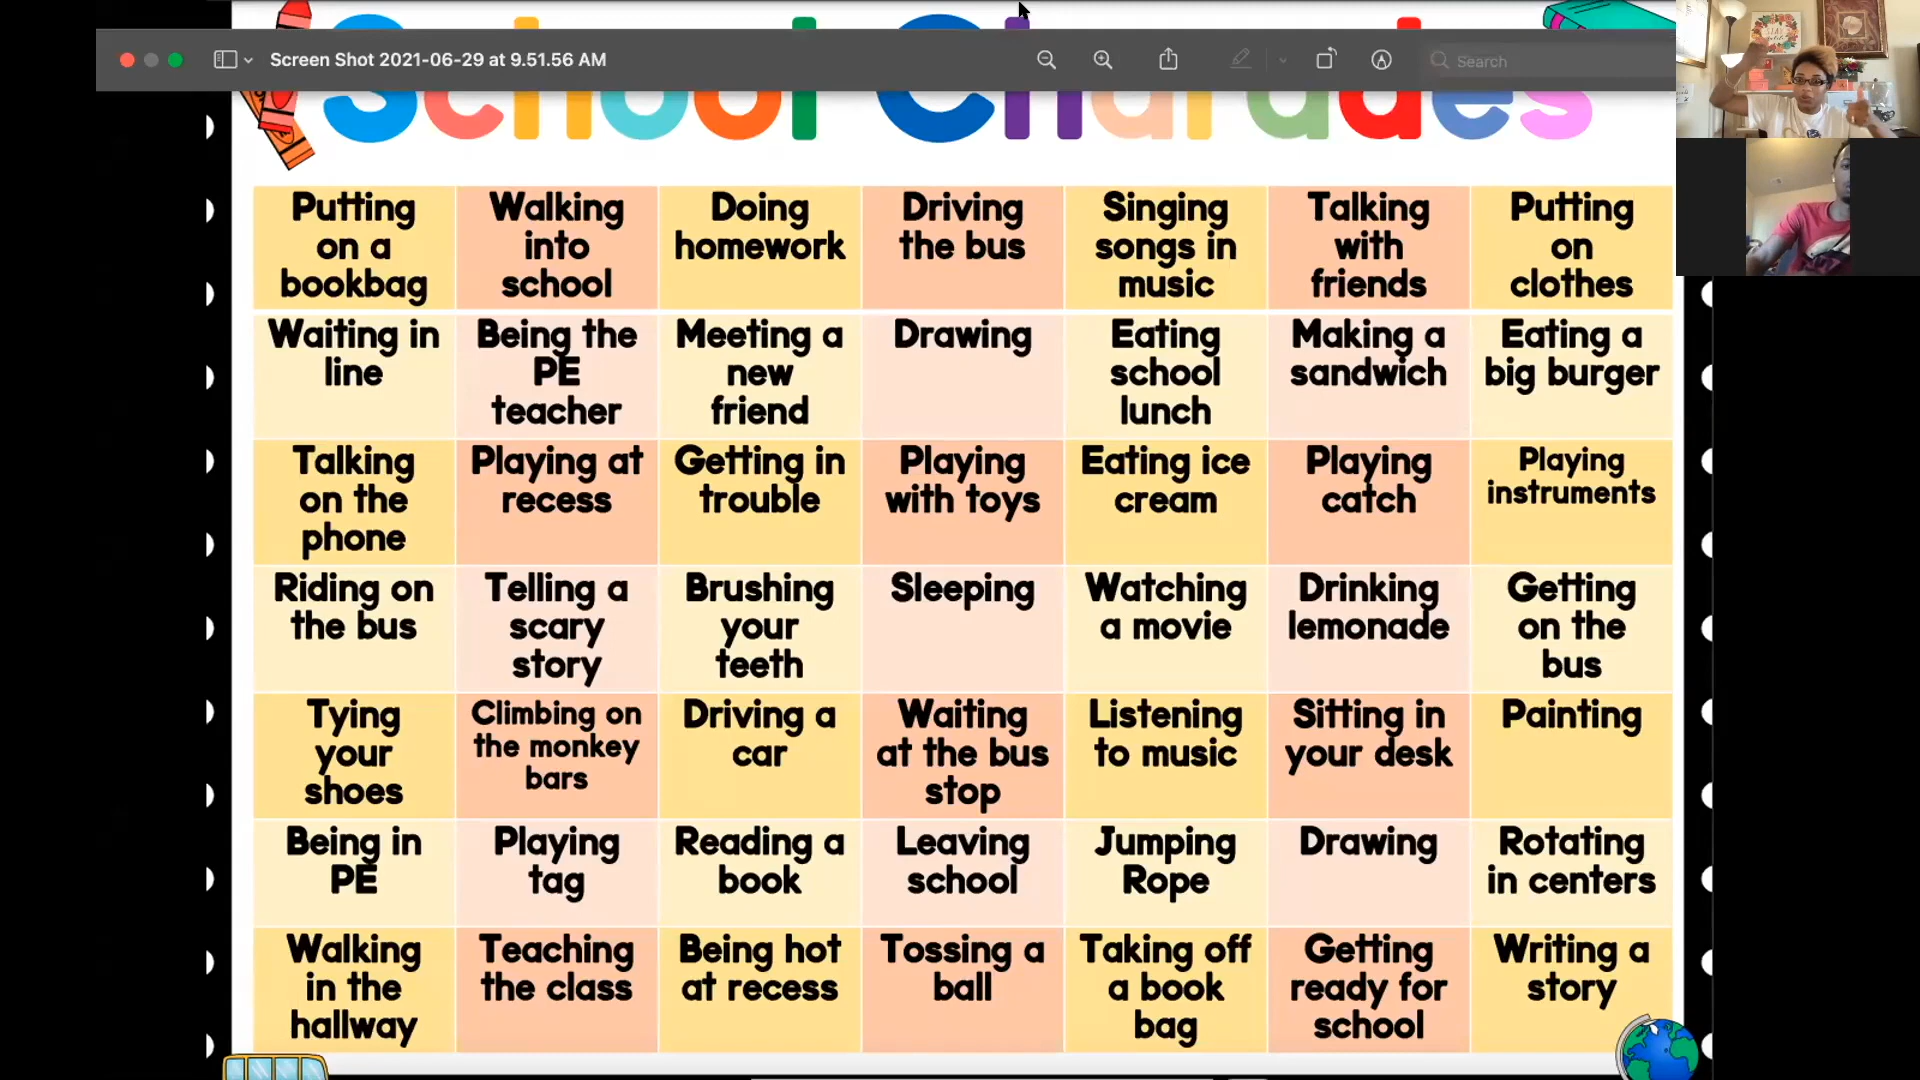 Screen Shot 2021-06-29 at 9.51.56 AM
Search
School Charades
Putting
on a
bookbag
Walking
into
school
Doing
homework
Driving
the bus
Singing
songs in
music
Talking
with
friends
Putting
on
clothes
Waiting in
line
Being the
PE
teacher
Meeting a
new
friend
Drawing
Eating
school
lunch
Making a
sandwich
Eating a
big burger
Talking
on the
phone
Playing at
recess
Getting in
trouble
Playing
with toys
Eating ice
cream
Playing
catch
Playing
instruments
Riding on
the bus
Telling a
scary
story
Brushing
your
teeth
Sleeping
Watching
a movie
Drinking
lemonade
Getting
on the
bus
Tying
your
shoes
Climbing on
the monkey
bars
Driving a
car
Waiting
at the bus
stop
Listening
to music
Sitting in
your desk
Painting
Being in
PE
Playing
tag
Reading a
book
Leaving
school
Jumping
Rope
Drawing
Rotating
in centers
Walking
in the
hallway
Teaching
the class
Being hot
at recess
Tossing a
ball
Taking off
a book
bag
Getting
ready for
school
Writing a
story